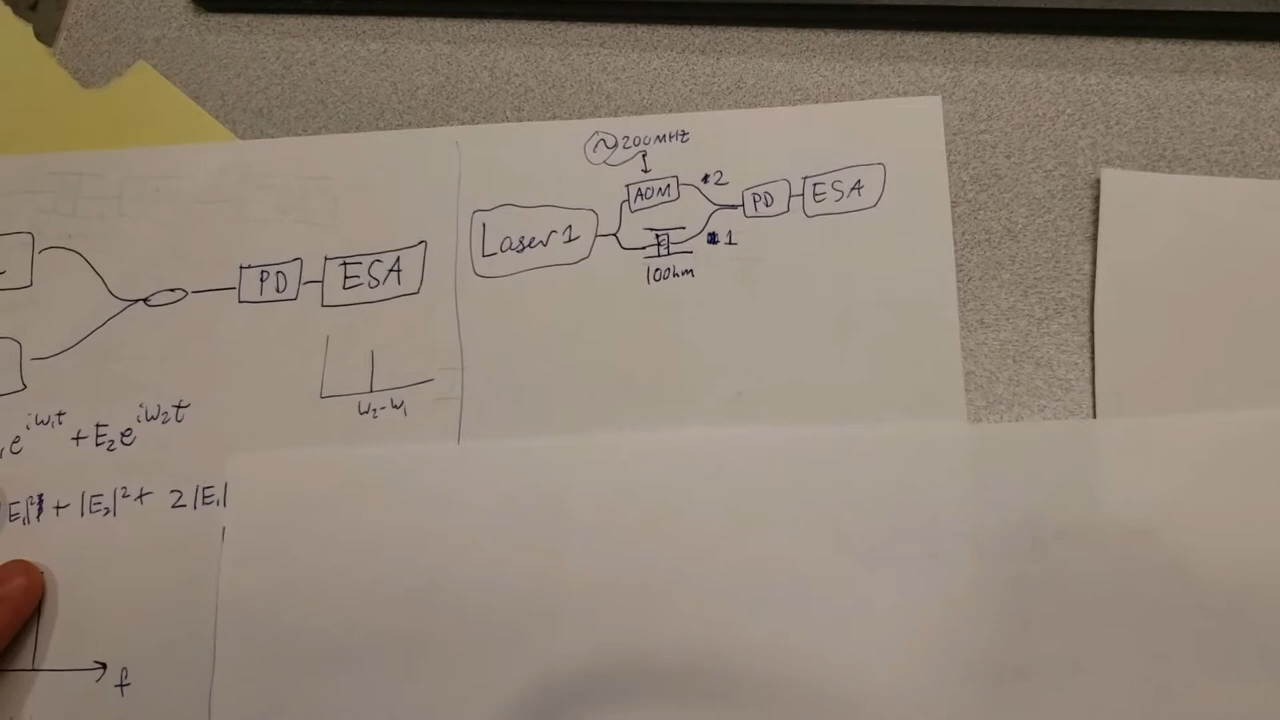 PD
ESA
ω₂-ω₁
e^{iω₁t} + E₂e^{iω₂t}
|E₁|² + |E₂|² + 2|E₁|
f
200MHz
AOM
2
Laser 1
1
100hm
PD
ESA